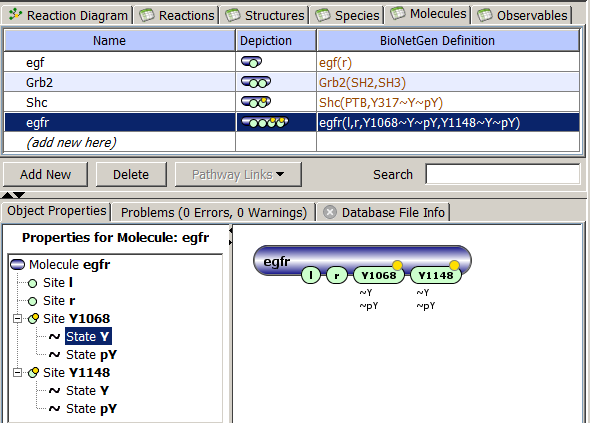 Reaction Diagram Reactions Structures Species Molecules Observables
Name Depiction BioNetGen Definition
egf egf(r)
Grb2 Grb2(SH2,SH3)
Shc Shc(PTB,Y317~Y~pY)
egfr egfr(l,r,Y1068~Y~pY,Y1148~Y~pY)
(add new here)
Add New Delete Pathway Links Search
Object Properties Problems (0 Errors, 0 Warnings) Database File Info
Properties for Molecule: egfr
Molecule egfr
Site l
Site r
Site Y1068
~ State Y
~ State pY
Site Y1148
~ State Y
~ State pY
egfr l r Y1068 Y1148
~Y ~Y
~pY ~pY